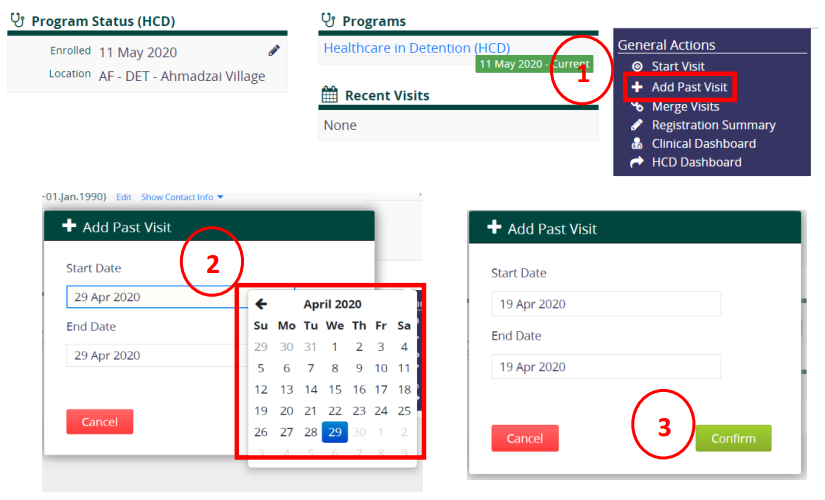 Program Status (HCD)
Enrolled 11 May 2020
Location AF - DET - Ahmadzai Village
Programs
Healthcare in Detention (HCD)
11 May 2020 - Current
Recent Visits
None
1
General Actions
Start Visit
Add Past Visit
Merge Visits
Registration Summary
Clinical Dashboard
HCD Dashboard
~01.Jan.1990) Edit Show Contact Info
Add Past Visit
2
Start Date
29 Apr 2020
End Date
29 Apr 2020
Cancel
April 2020
Su Mo Tu We Th Fr Sa
29 30 31 1 2 3 4
5 6 7 8 9 10 11
12 13 14 15 16 17 18
19 20 21 22 23 24 25
26 27 28 29 30 1 2
3 4 5 6 7 8 9
Add Past Visit
Start Date
19 Apr 2020
End Date
19 Apr 2020
3
Cancel
Confirm